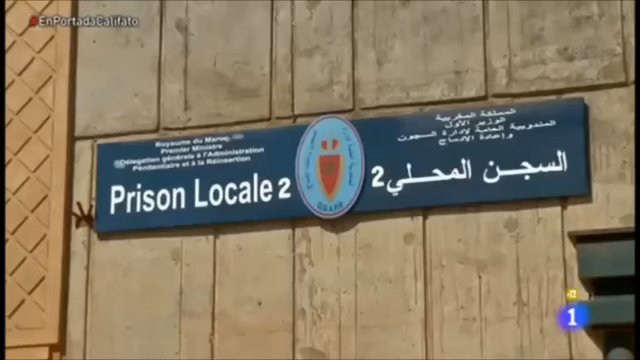 #EnPortadaCalifato
Royaume du Maroc
Premier Ministre
Délégation générale à l'Administration
Pénitentiaire et à la Réinsertion
Prison Locale 2
المملكة المغربية
الوزير الأول
المندوبية العامة لإدارة السجون
وإعادة الإدماج
السجن المحلي 2
1